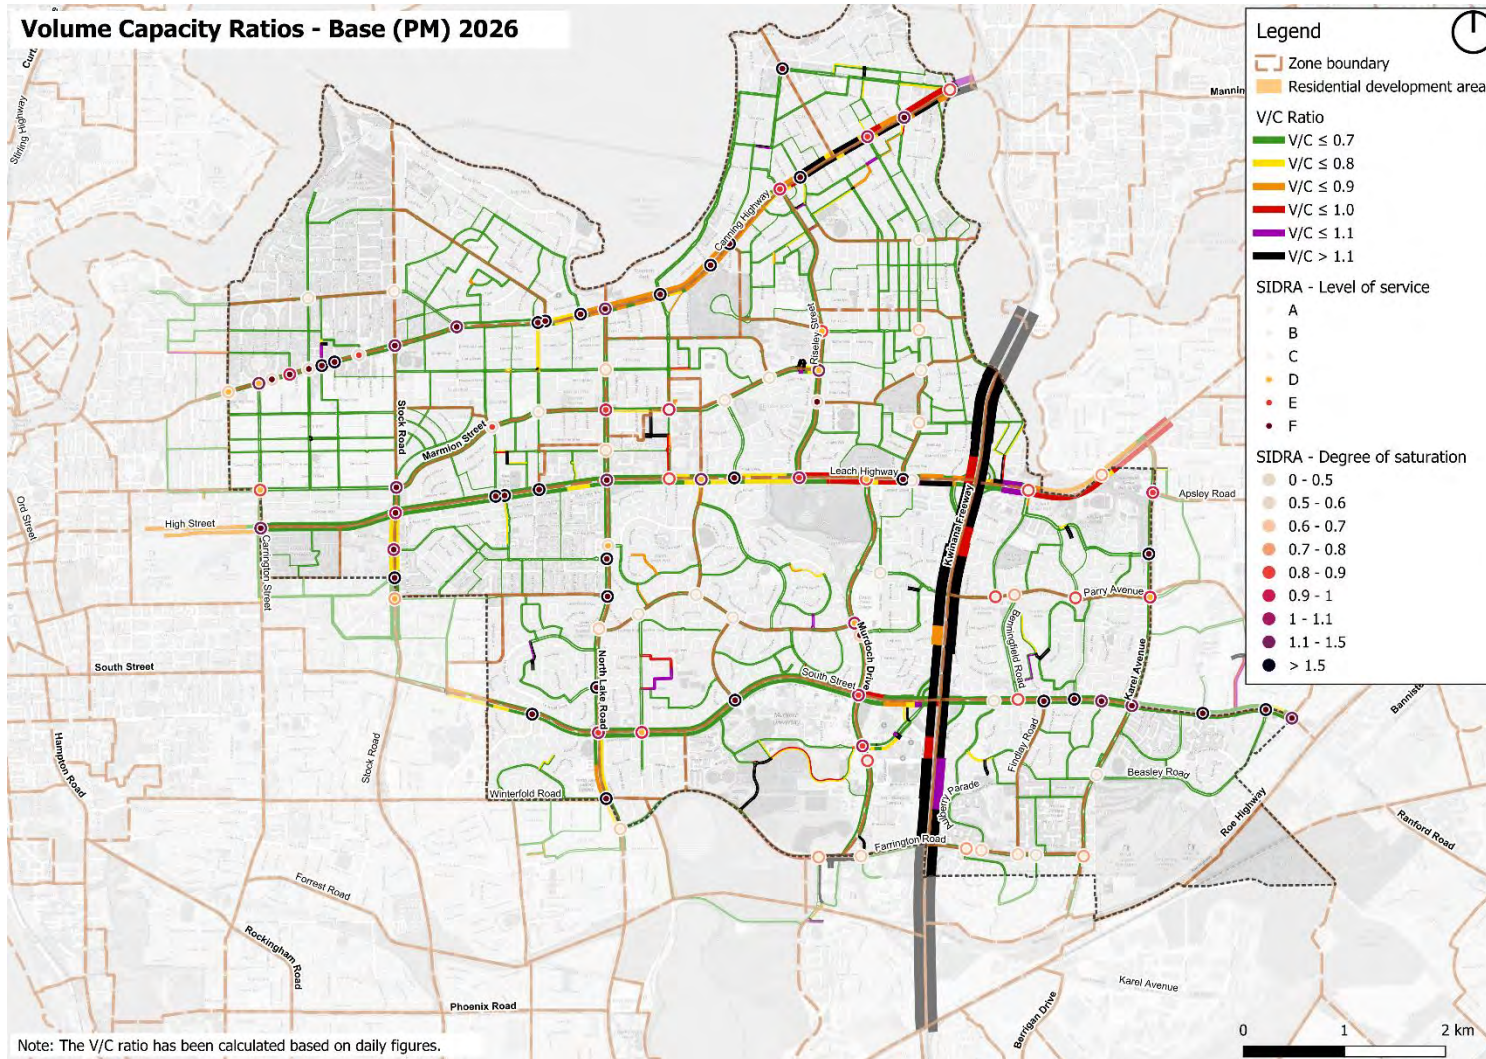 Volume Capacity Ratios - Base (PM) 2026
Legend
Zone boundary
Residential development area
V/C Ratio
V/C ≤ 0.7
V/C ≤ 0.8
V/C ≤ 0.9
V/C ≤ 1.0
V/C ≤ 1.1
V/C > 1.1
SIDRA - Level of service
A
B
C
D
E
F
SIDRA - Degree of saturation
0 - 0.5
0.5 - 0.6
0.6 - 0.7
0.7 - 0.8
0.8 - 0.9
0.9 - 1
1 - 1.1
1.1 - 1.5
> 1.5
Stirling Highway
Canning Highway
Riseley Street
Stock Road
Marmion Street
Leach Highway
Kwinana Freeway
Apsley Road
Ord Street
High Street
Carrington Street
Parry Avenue
Benningfield Road
Murdoch Drive
South Street
South Street
North Lake Road
Karel Avenue
Findlay Road
Beasley Road
Hampton Road
Stock Road
Winterfold Road
Parade
Farrington Road
Roe Highway
Ranford Road
Forrest Road
Rockingham Road
Phoenix Road
Karel Avenue
Berrigan Drive
Note: The V/C ratio has been calculated based on daily figures.
0 1 2 km